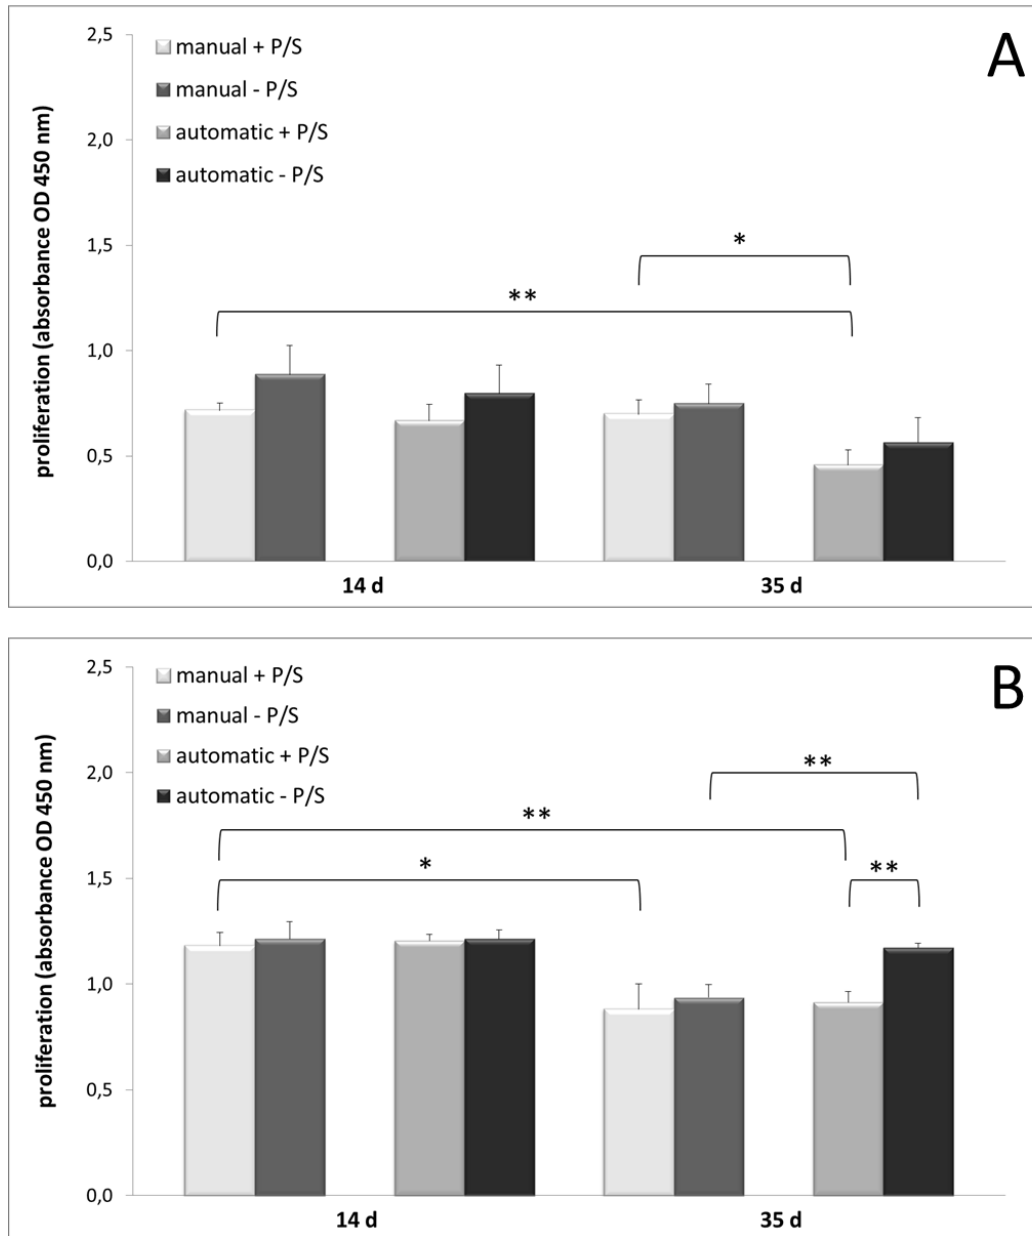 A
2,5
2,0
1,5
1,0
0,5
0,0
proliferation (absorbance OD 450 nm)
manual + P/S
manual - P/S
automatic + P/S
automatic - P/S
*
**
14 d
35 d
B
2,5
2,0
1,5
1,0
0,5
0,0
proliferation (absorbance OD 450 nm)
manual + P/S
manual - P/S
automatic + P/S
automatic - P/S
**
**
*
**
14 d
35 d